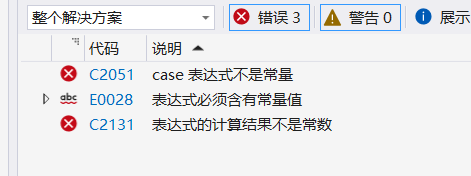 整个解决方案 错误 3 警告 0 展示
代码 说明
C2051 case 表达式不是常量
abc E0028 表达式必须含有常量值
C2131 表达式的计算结果不是常数